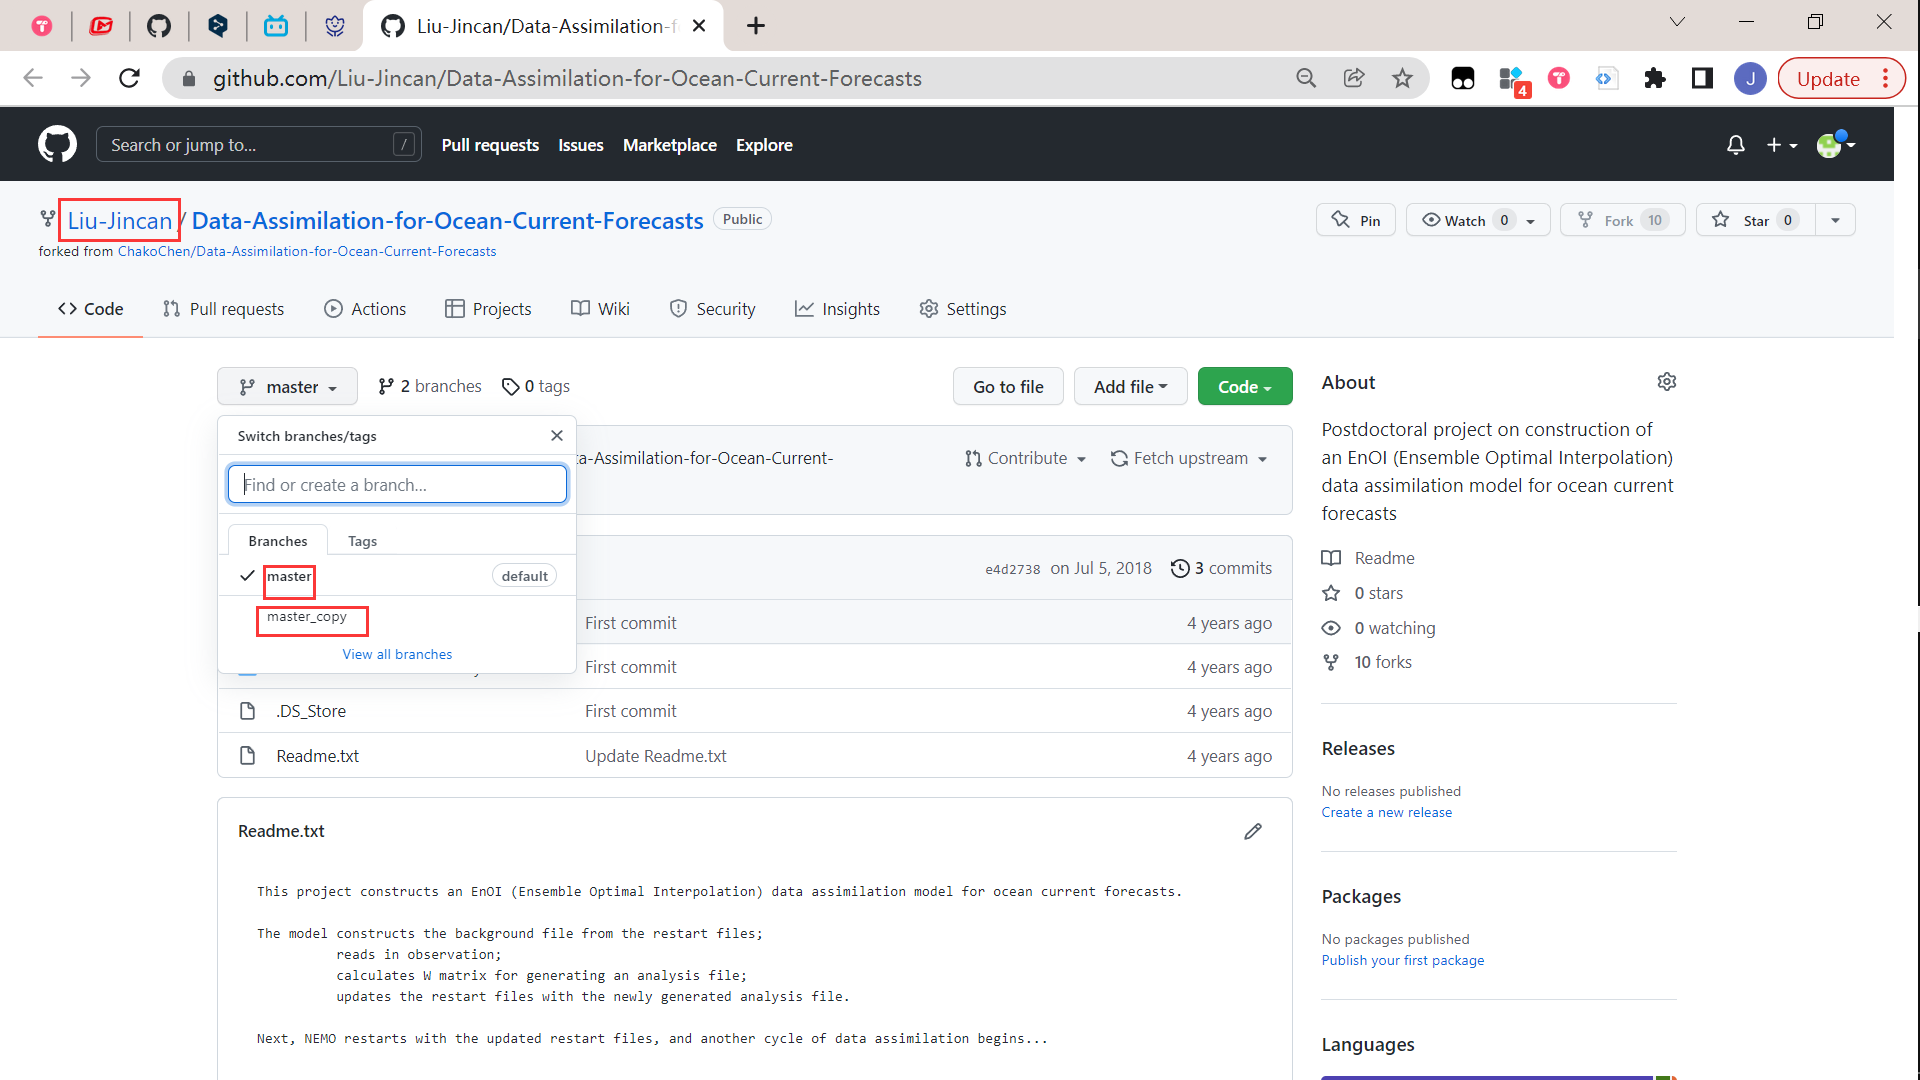 Liu-Jincan/Data-Assimilation-f
github.com/Liu-Jincan/Data-Assimilation-for-Ocean-Current-Forecasts
4
J
Update
Search or jump to...
/
Pull requests
Issues
Marketplace
Explore
Liu-Jincan / Data-Assimilation-for-Ocean-Current-Forecasts
Public
Pin
Watch 0
Fork 10
Star 0
forked from ChakoChen/Data-Assimilation-for-Ocean-Current-Forecasts
Code
Pull requests
Actions
Projects
Wiki
Security
Insights
Settings
master
2 branches
0 tags
Go to file
Add file
Code
Switch branches/tags
Find or create a branch...
Branches
Tags
master
default
master_copy
View all branches
ta-Assimilation-for-Ocean-Current-
Contribute
Fetch upstream
e4d2738 on Jul 5, 2018
3 commits
First commit
4 years ago
First commit
4 years ago
.DS_Store
First commit
4 years ago
Readme.txt
Update Readme.txt
4 years ago
Readme.txt
This project constructs an EnOI (Ensemble Optimal Interpolation) data assimilation model for ocean current forecasts.
The model constructs the background file from the restart files;
reads in observation;
calculates W matrix for generating an analysis file;
updates the restart files with the newly generated analysis file.
Next, NEMO restarts with the updated restart files, and another cycle of data assimilation begins...
About
Postdoctoral project on construction of
an EnOI (Ensemble Optimal Interpolation)
data assimilation model for ocean current
forecasts
Readme
0 stars
0 watching
10 forks
Releases
No releases published
Create a new release
Packages
No packages published
Publish your first package
Languages